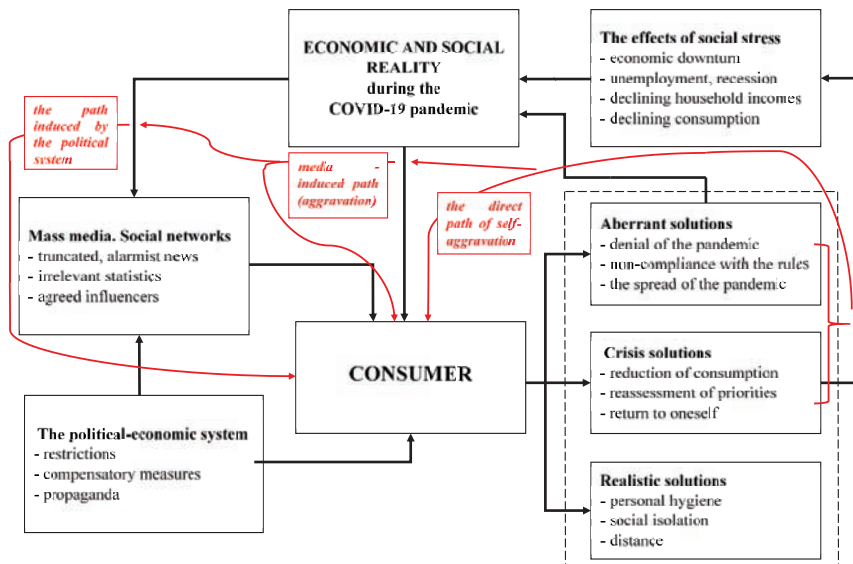 ECONOMIC AND SOCIAL
REALITY
during the
COVID-19 pandemic
The effects of social stress
- economic downturn
- unemployment, recession
- declining household incomes
- declining consumption
the path
induced by
the political
system
media -
induced path
(aggravation)
the direct
path of self-
aggravation
Mass media. Social networks
- truncated, alarmist news
- irrelevant statistics
- agreed influencers
Aberrant solutions
- denial of the pandemic
- non-compliance with the rules
- the spread of the pandemic
CONSUMER
Crisis solutions
- reduction of consumption
- reassessment of priorities
- return to oneself
The political-economic system
- restrictions
- compensatory measures
- propaganda
Realistic solutions
- personal hygiene
- social isolation
- distance